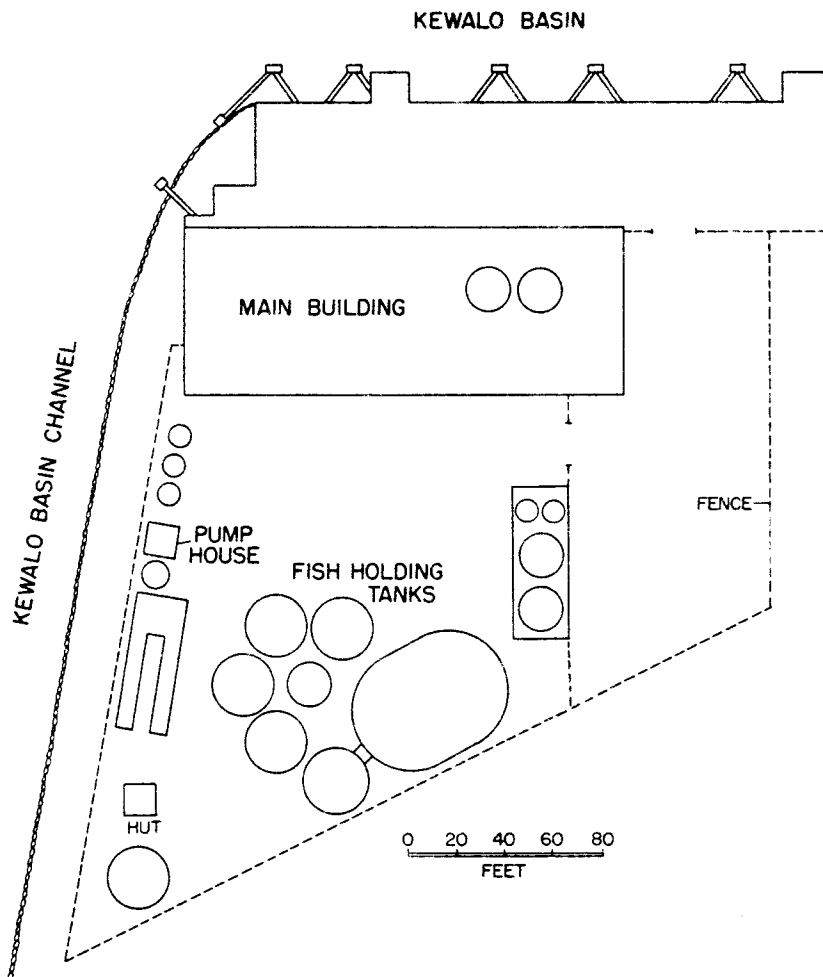 KEWALO BASIN
MAIN BUILDING
KEWALO BASIN CHANNEL
FENCE
PUMP
HOUSE
FISH HOLDING
TANKS
HUT
0 20 40 60 80
FEET